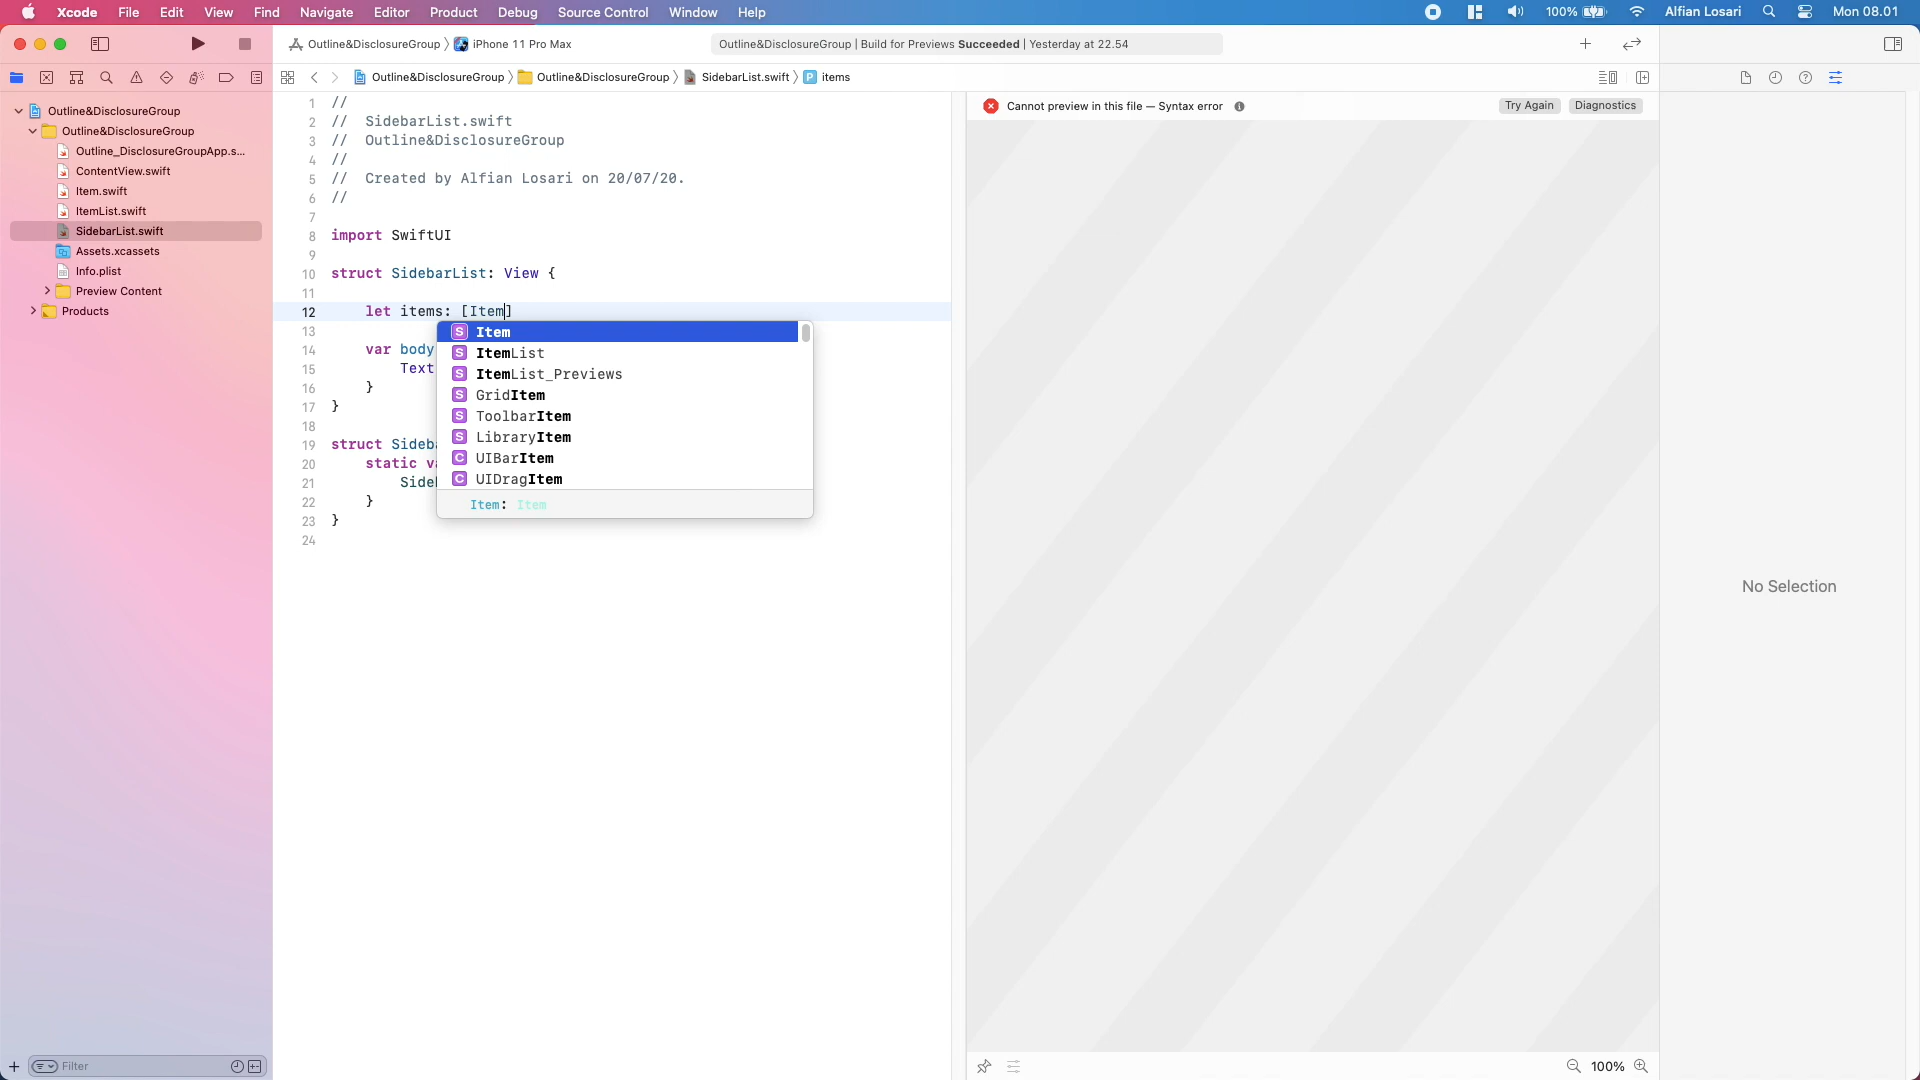 Xcode File Edit View Find Navigate Editor Product Debug Source Control Window Help 100% Alfian Losari Mon 08.01
Outline&DisclosureGroup iPhone 11 Pro Max Outline&DisclosureGroup | Build for Previews Succeeded | Yesterday at 22.54
Outline&DisclosureGroup Outline&DisclosureGroup SidebarList.swift P items
Outline&DisclosureGroup
Outline&DisclosureGroup
Outline_DisclosureGroupApp.s...
ContentView.swift
Item.swift
ItemList.swift
SidebarList.swift
Assets.xcassets
Info.plist
Preview Content
Products
Filter
1 //
2 // SidebarList.swift
3 // Outline&DisclosureGroup
4 //
5 // Created by Alfian Losari on 20/07/20.
6 //
7
8 import SwiftUI
9
10 struct SidebarList: View {
11
12 let items: [Item]
13
14 var body
15 Text
16 }
17 }
18
19 struct Sideba
20 static va
21 Sideb
22 }
23 }
24
S Item
S ItemList
S ItemList_Previews
S GridItem
S ToolbarItem
S LibraryItem
C UIBarItem
C UIDragItem
Item: Item
Cannot preview in this file — Syntax error Try Again Diagnostics
No Selection
100%